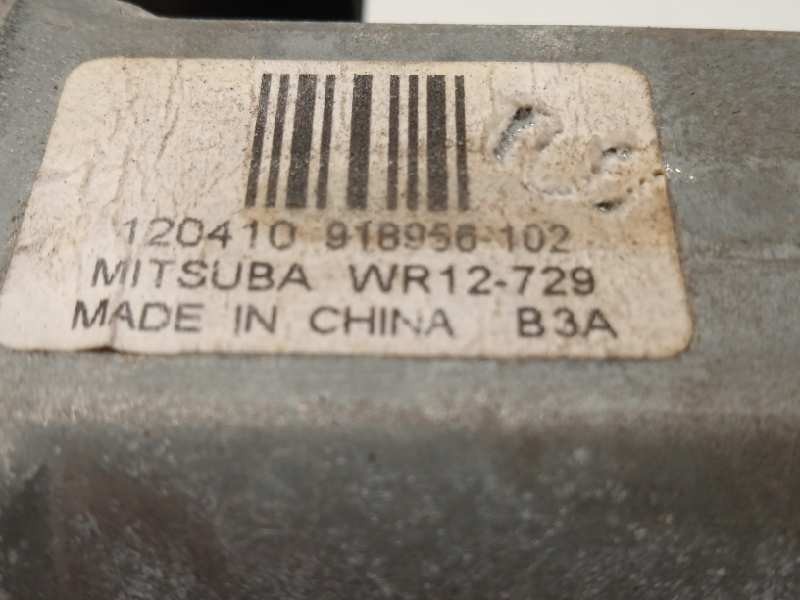 120410 918956-102
MITSUBA WR12-729
MADE IN CHINA B3A